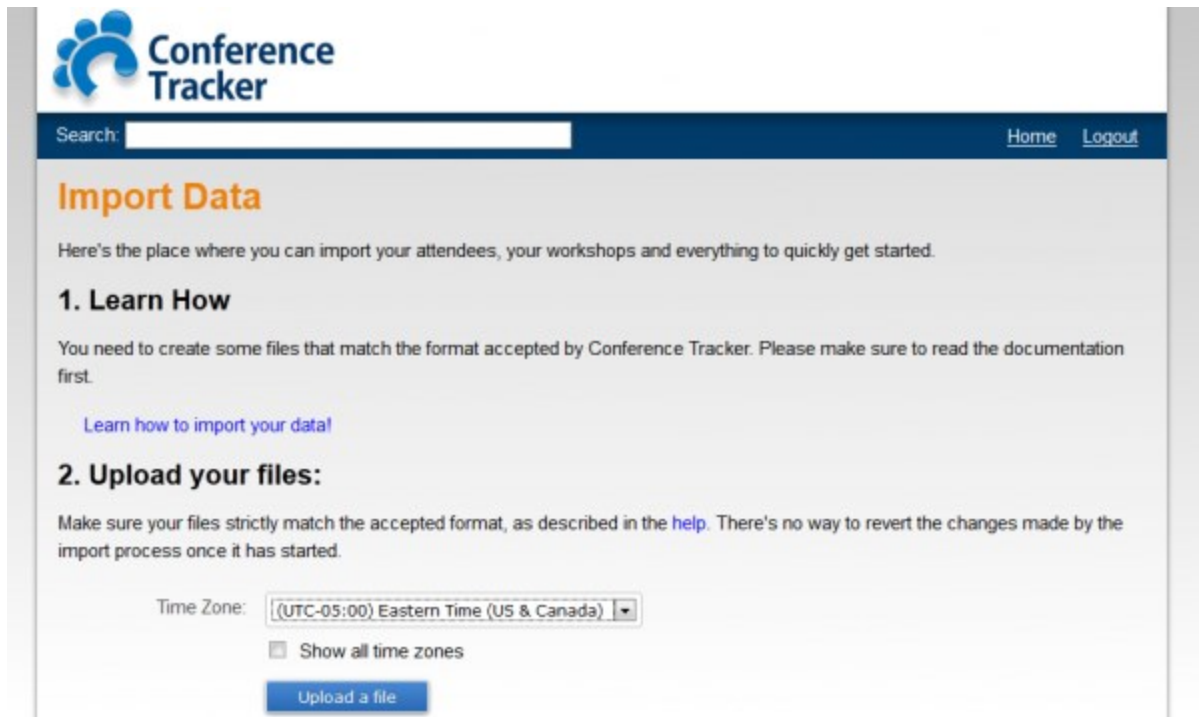 Conference
Tracker
Search:
Home Logout
Import Data
Here's the place where you can import your attendees, your workshops and everything to quickly get started.
1. Learn How
You need to create some files that match the format accepted by Conference Tracker. Please make sure to read the documentation
first.
Learn how to import your data!
2. Upload your files:
Make sure your files strictly match the accepted format, as described in the help. There's no way to revert the changes made by the
import process once it has started.
Time Zone: (UTC-05:00) Eastern Time (US & Canada)
Show all time zones
Upload a file